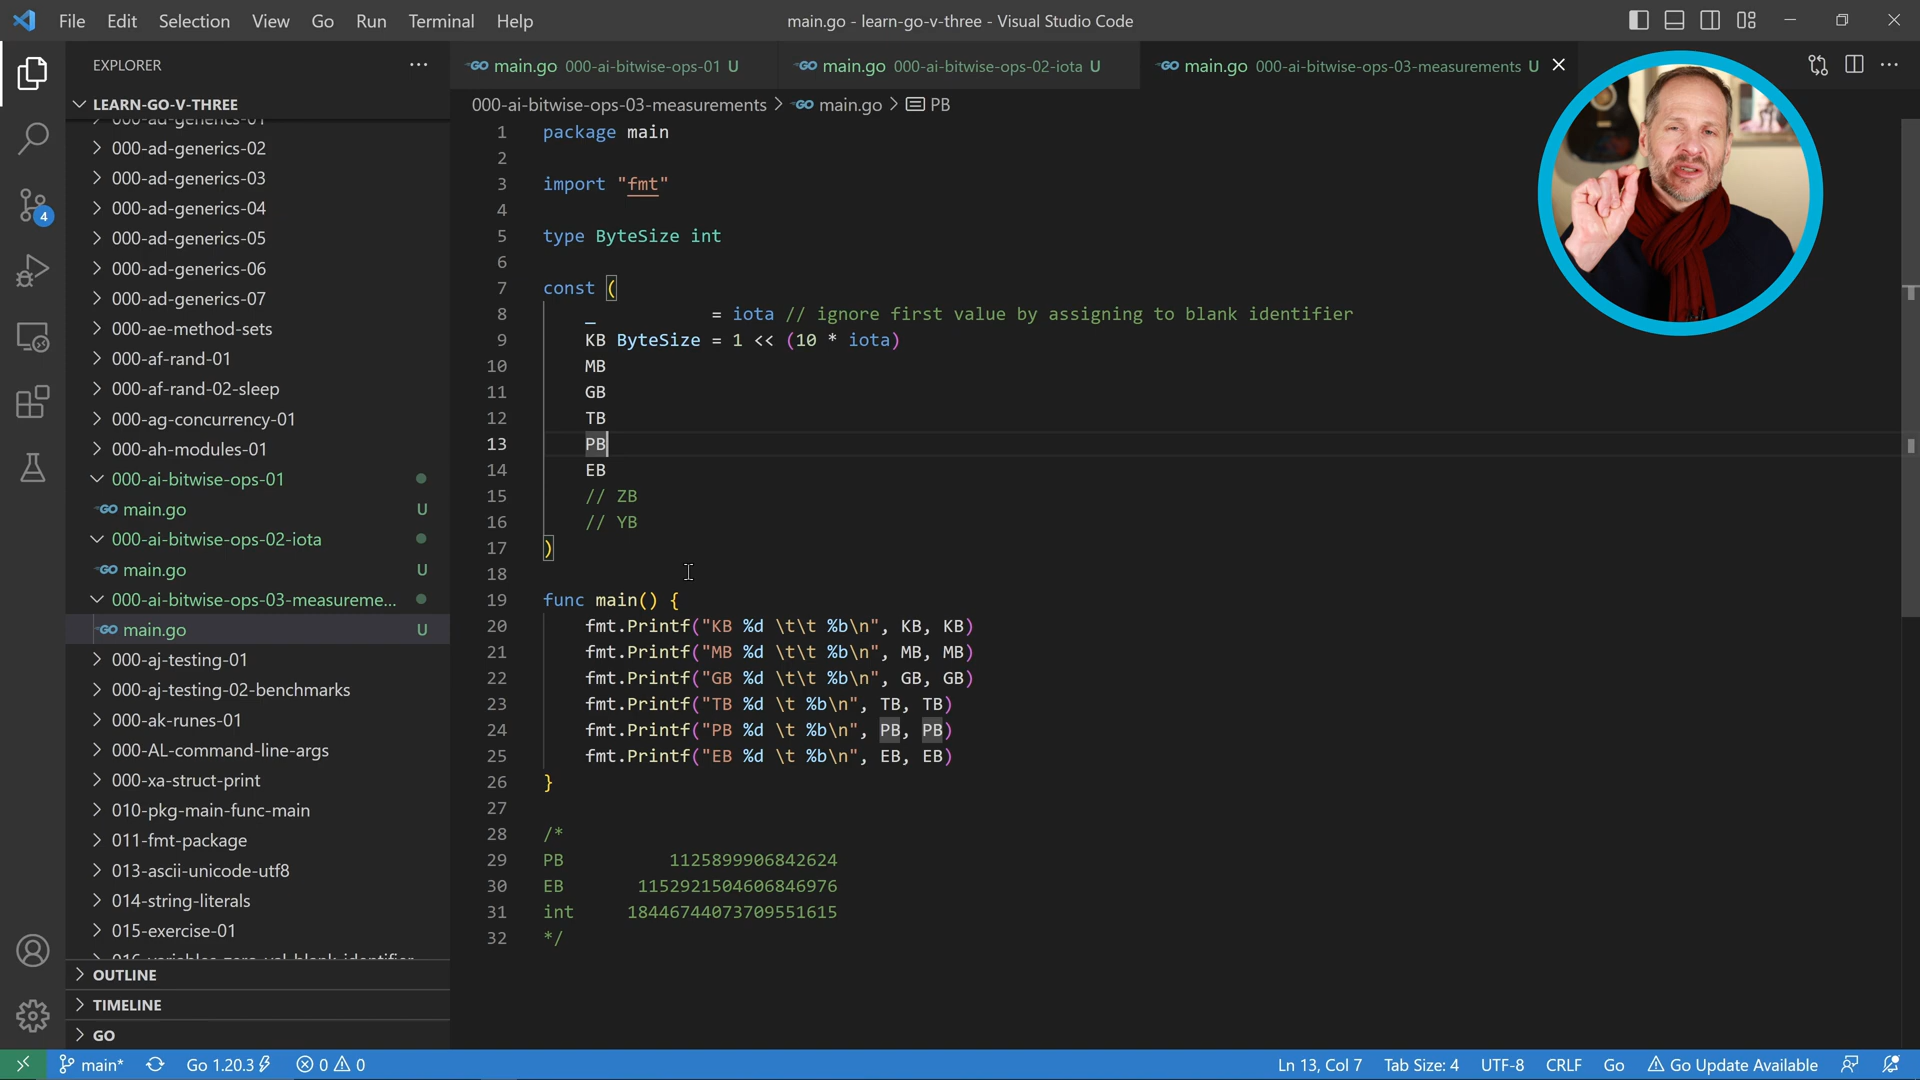 File Edit Selection View Go Run Terminal Help
main.go - learn-go-v-three - Visual Studio Code
EXPLORER
LEARN-GO-V-THREE
000-ad-generics-01
000-ad-generics-02
000-ad-generics-03
000-ad-generics-04
000-ad-generics-05
000-ad-generics-06
000-ad-generics-07
000-ae-method-sets
000-af-rand-01
000-af-rand-02-sleep
000-ag-concurrency-01
000-ah-modules-01
000-ai-bitwise-ops-01
GO main.go U
000-ai-bitwise-ops-02-iota
GO main.go U
000-ai-bitwise-ops-03-measureme...
GO main.go U
000-aj-testing-01
000-aj-testing-02-benchmarks
000-ak-runes-01
000-AL-command-line-args
000-xa-struct-print
010-pkg-main-func-main
011-fmt-package
013-ascii-unicode-utf8
014-string-literals
015-exercise-01
016-variables-zero-val-blank-identifier
OUTLINE
TIMELINE
GO
4
GO main.go 000-ai-bitwise-ops-01 U
GO main.go 000-ai-bitwise-ops-02-iota U
GO main.go 000-ai-bitwise-ops-03-measurements U
000-ai-bitwise-ops-03-measurements > GO main.go > PB
1 package main
2
3 import "fmt"
4
5 type ByteSize int
6
7 const (
8 _ = iota // ignore first value by assigning to blank identifier
9 KB ByteSize = 1 << (10 * iota)
10 MB
11 GB
12 TB
13 PB
14 EB
15 // ZB
16 // YB
17 )
18
19 func main() {
20 fmt.Printf("KB %d \t\t %b\n", KB, KB)
21 fmt.Printf("MB %d \t\t %b\n", MB, MB)
22 fmt.Printf("GB %d \t\t %b\n", GB, GB)
23 fmt.Printf("TB %d \t %b\n", TB, TB)
24 fmt.Printf("PB %d \t %b\n", PB, PB)
25 fmt.Printf("EB %d \t %b\n", EB, EB)
26 }
27
28 /*
29 PB 1125899906842624
30 EB 1152921504606846976
31 int 18446744073709551615
32 */
main* Go 1.20.3 0 0
Ln 13, Col 7 Tab Size: 4 UTF-8 CRLF Go Go Update Available